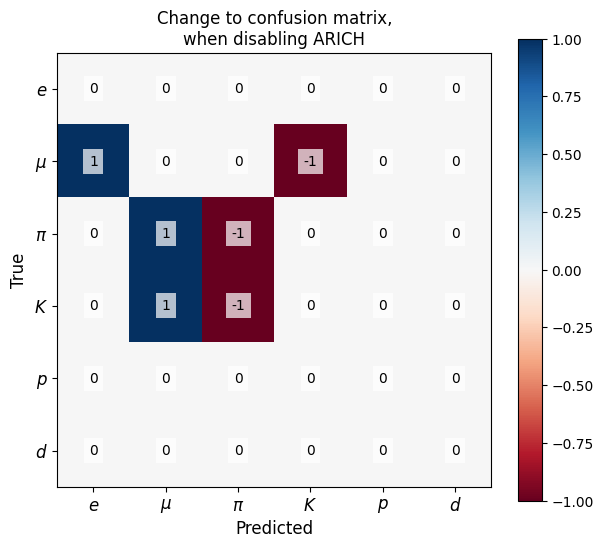 Change to confusion matrix,
when disabling ARICH
e 0 0 0 0 0 0
μ 1 0 0 -1 0 0
π 0 1 -1 0 0 0
K 0 1 -1 0 0 0
p 0 0 0 0 0 0
d 0 0 0 0 0 0
e μ π K p d
Predicted
True
1.00
0.75
0.50
0.25
0.00
−0.25
−0.50
−0.75
−1.00